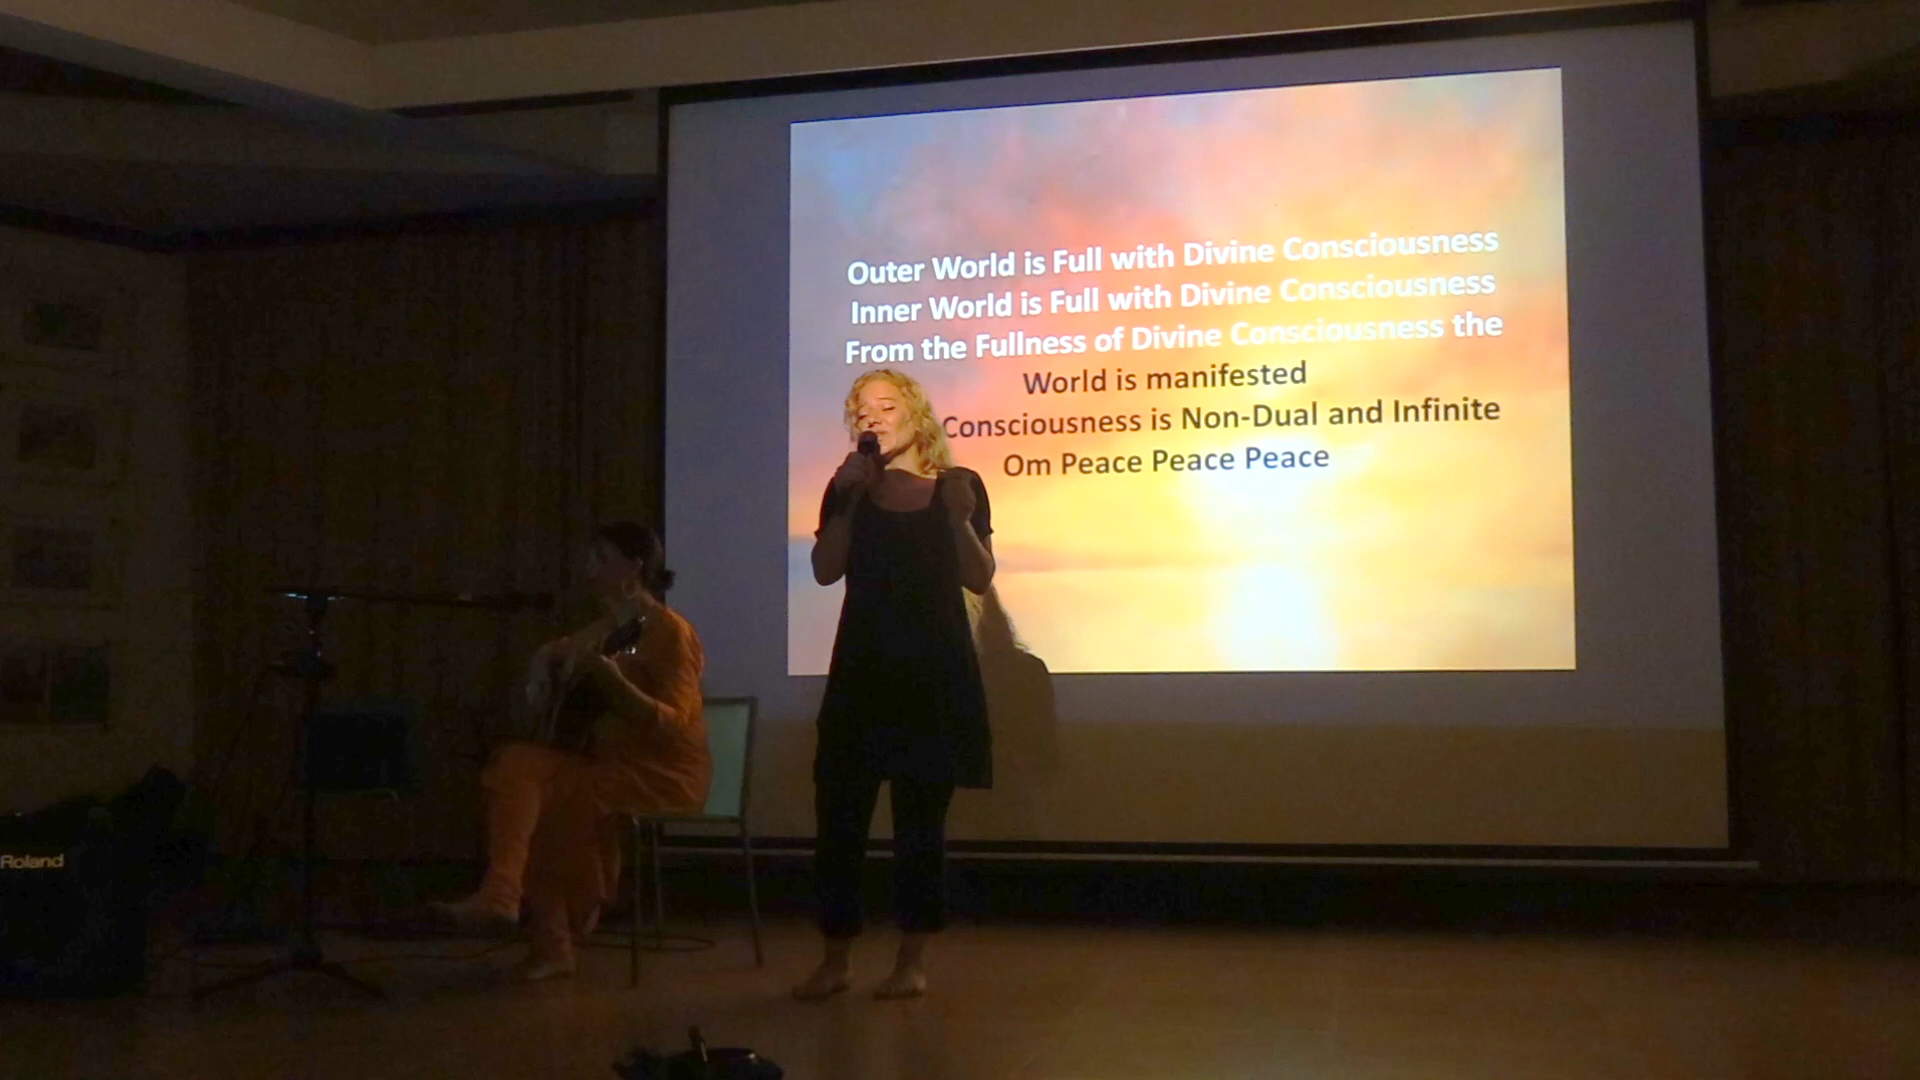 Outer World is Full with Divine Consciousness
Inner World is Full with Divine Consciousness
From the Fullness of Divine Consciousness the
World is manifested
Consciousness is Non-Dual and Infinite
Om Peace Peace Peace
Roland